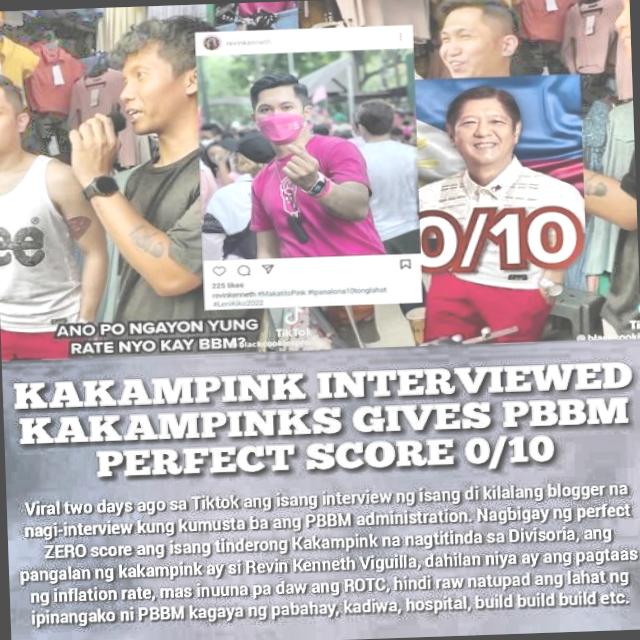 revinkenneth
ee
225 likes
revinkenneth #MakatitoPink #ipanalona10tonglahat
#LeniKiko2022
0/10
ANO PO NGAYON YUNG
RATE NYO KAY BBM?
TikTok
KAKAMPINK INTERVIEWED
KAKAMPINKS GIVES PBBM
PERFECT SCORE 0/10
Viral two days ago sa Tiktok ang isang interview ng isang di kilalang blogger na
nagi-interview kung kumusta ba ang PBBM administration. Nagbigay ng perfect
ZERO score ang isang tinderong Kakampink na nagtitinda sa Divisoria, ang
pangalan ng kakampink ay si Revin Kenneth Viguilla, dahilan niya ay ang pagtaas
ng inflation rate, mas inuuna pa daw ang ROTC, hindi raw natupad ang lahat ng
ipinangako ni PBBM kagaya ng pabahay, kadiwa, hospital, build build build etc.